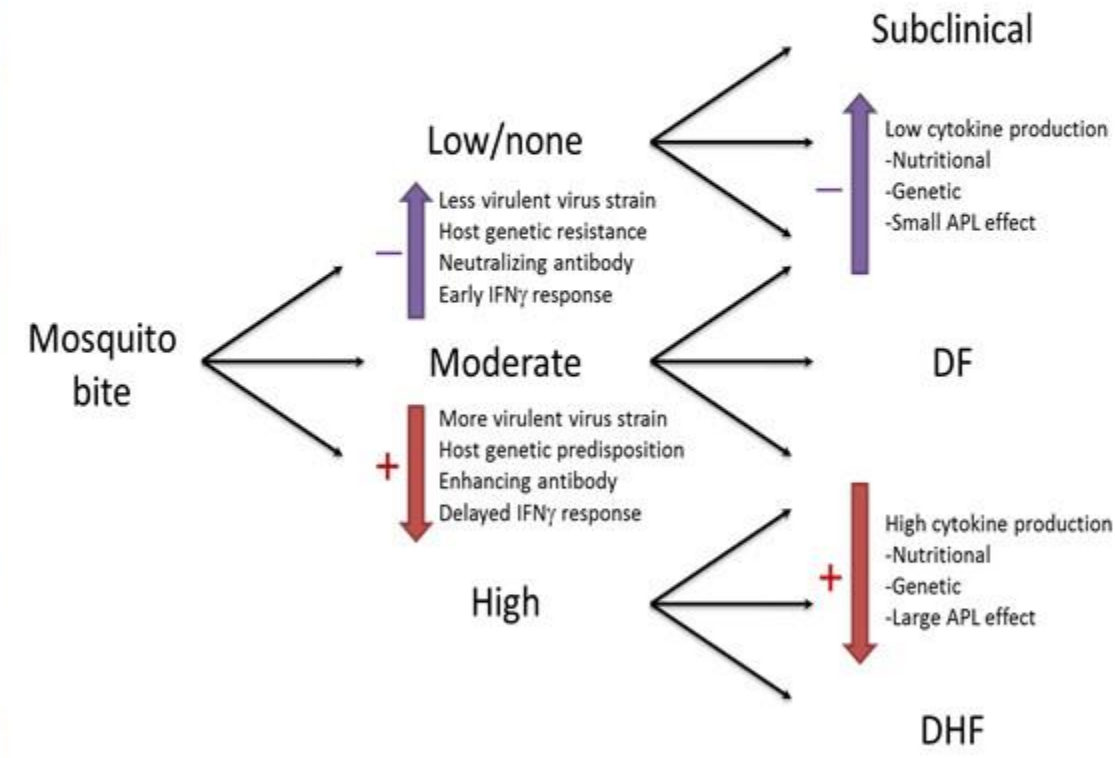 Mosquito
bite
Low/none
−
Less virulent virus strain
Host genetic resistance
Neutralizing antibody
Early IFNγ response
Moderate
+
More virulent virus strain
Host genetic predisposition
Enhancing antibody
Delayed IFNγ response
High
Subclinical
−
Low cytokine production
-Nutritional
-Genetic
-Small APL effect
DF
+
High cytokine production
-Nutritional
-Genetic
-Large APL effect
DHF